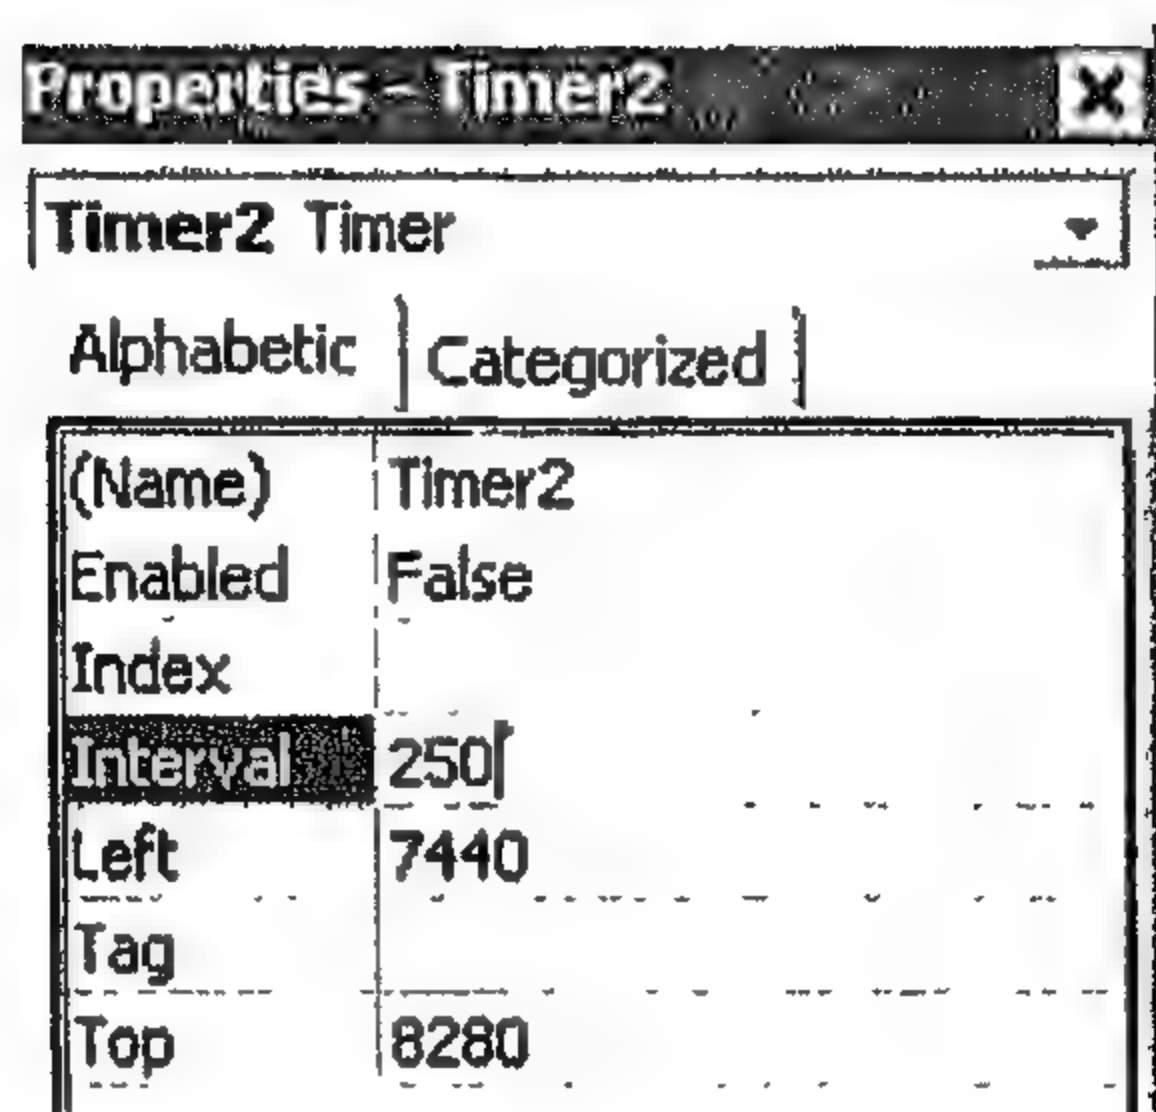 Properties - Timer2
Timer2 Timer
Alphabetic Categorized
(Name) Timer2
Enabled False
Index
Interval 250
Left 7440
Tag
Top 8280